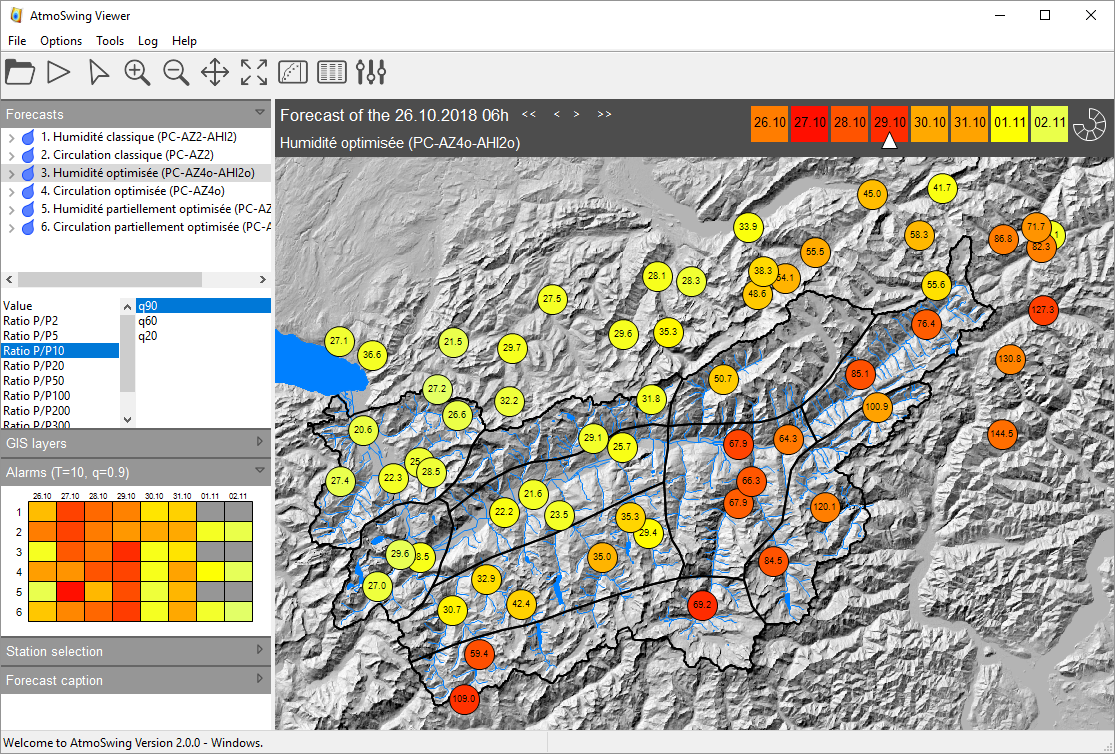 AtmoSwing Viewer
File Options Tools Log Help
Forecasts
1. Humidité classique (PC-AZ2-AHI2)
2. Circulation classique (PC-AZ2)
3. Humidité optimisée (PC-AZ4o-AHI2o)
4. Circulation optimisée (PC-AZ4o)
5. Humidité partiellement optimisée (PC-AZ
6. Circulation partiellement optimisée (PC-A
Value
Ratio P/P2
Ratio P/P5
Ratio P/P10
Ratio P/P20
Ratio P/P50
Ratio P/P100
Ratio P/P200
Ratio P/P300
q90
q60
q20
GIS layers
Alarms (T=10, q=0.9)
26.10 27.10 28.10 29.10 30.10 31.10 01.11 02.11
1
2
3
4
5
6
Station selection
Forecast caption
Forecast of the 26.10.2018 06h << < > >>
Humidité optimisée (PC-AZ4o-AHI2o)
26.10 27.10 28.10 29.10 30.10 31.10 01.11 02.11
41.7
45.0
33.9
71.7
58.3
86.8
82.3
55.5
38.3
54.1
28.1
28.3
55.6
48.6
27.5
127.3
76.4
29.6
35.3
27.1
21.5
29.7
36.6
130.8
85.1
50.7
27.2
32.2
31.8
100.9
26.6
20.6
144.5
29.1
25.7
67.9
64.3
28.5
22.3
27.4
66.3
21.6
67.9
120.1
22.2
23.5
35.3
29.4
29.6
8.5
35.0
84.5
32.9
27.0
42.4
69.2
30.7
59.4
109.0
Welcome to AtmoSwing Version 2.0.0 - Windows.